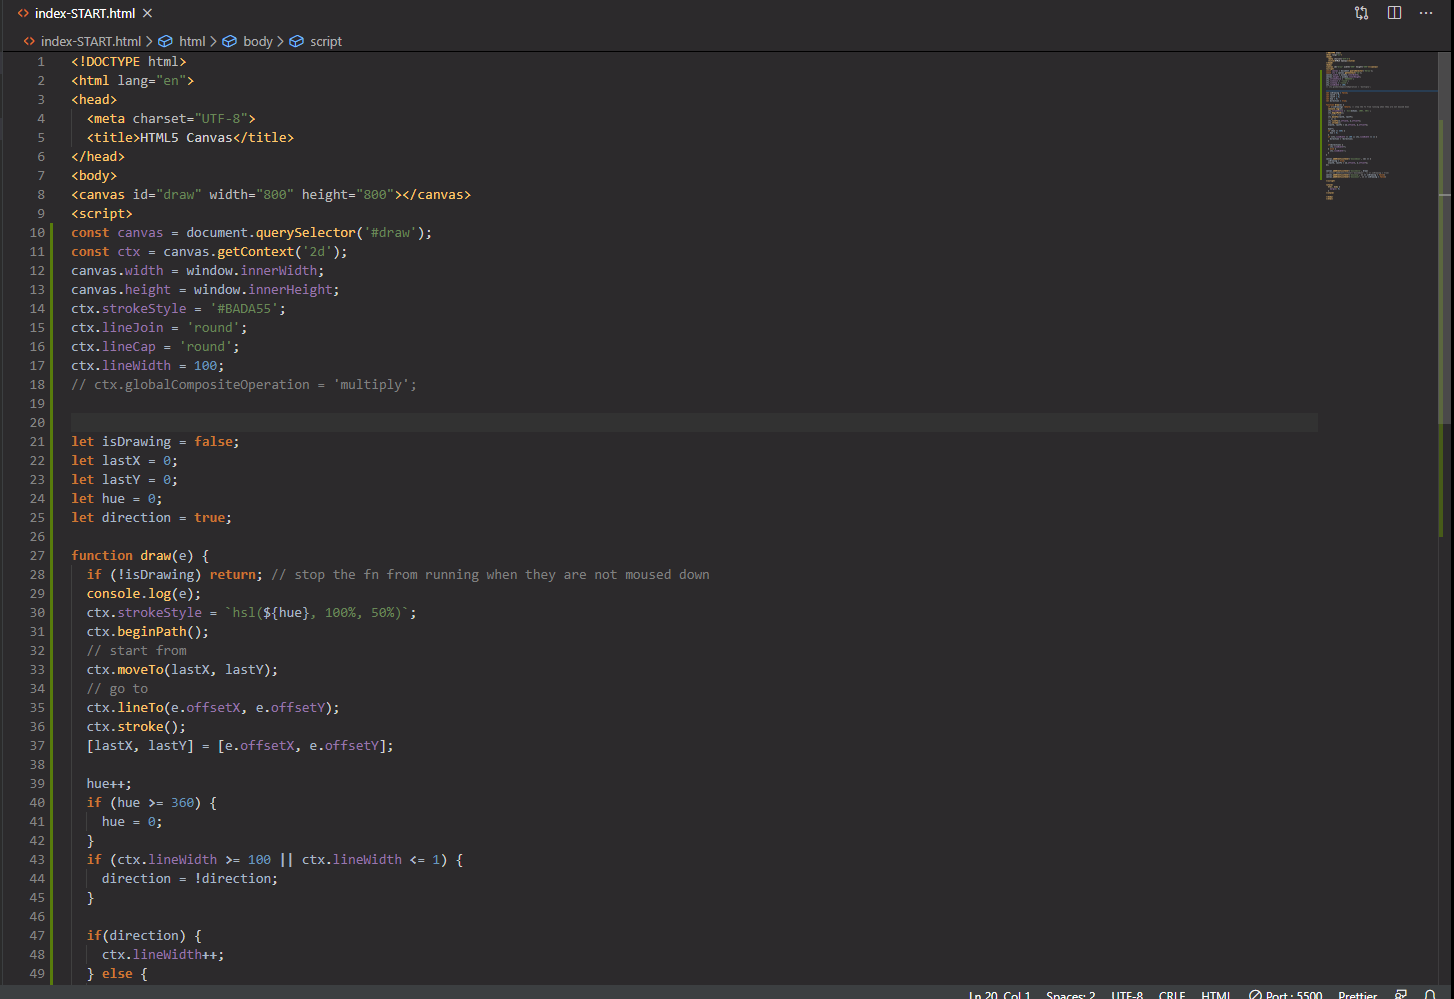 index-START.html
index-START.html > html > body > script
1 <!DOCTYPE html>
2 <html lang="en">
3 <head>
4   <meta charset="UTF-8">
5   <title>HTML5 Canvas</title>
6 </head>
7 <body>
8 <canvas id="draw" width="800" height="800"></canvas>
9 <script>
10 const canvas = document.querySelector('#draw');
11 const ctx = canvas.getContext('2d');
12 canvas.width = window.innerWidth;
13 canvas.height = window.innerHeight;
14 ctx.strokeStyle = '#BADA55';
15 ctx.lineJoin = 'round';
16 ctx.lineCap = 'round';
17 ctx.lineWidth = 100;
18 // ctx.globalCompositeOperation = 'multiply';
19
20
21 let isDrawing = false;
22 let lastX = 0;
23 let lastY = 0;
24 let hue = 0;
25 let direction = true;
26
27 function draw(e) {
28   if (!isDrawing) return; // stop the fn from running when they are not moused down
29   console.log(e);
30   ctx.strokeStyle = `hsl(${hue}, 100%, 50%)`;
31   ctx.beginPath();
32   // start from
33   ctx.moveTo(lastX, lastY);
34   // go to
35   ctx.lineTo(e.offsetX, e.offsetY);
36   ctx.stroke();
37   [lastX, lastY] = [e.offsetX, e.offsetY];
38
39   hue++;
40   if (hue >= 360) {
41     hue = 0;
42   }
43   if (ctx.lineWidth >= 100 || ctx.lineWidth <= 1) {
44     direction = !direction;
45   }
46
47   if(direction) {
48     ctx.lineWidth++;
49   } else {
Ln 20, Col 1 Spaces: 2 UTF-8 CRLF HTML Port : 5500 Prettier